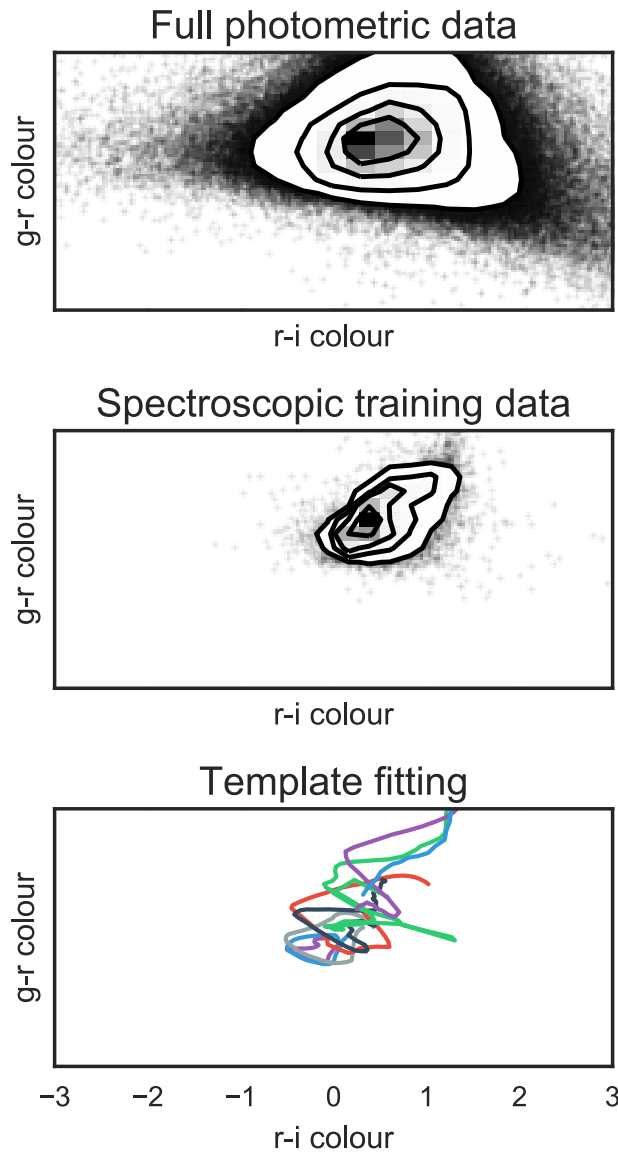 Full photometric data
g-r colour
r-i colour
Spectroscopic training data
g-r colour
r-i colour
Template fitting
g-r colour
−3 −2 −1 0 1 2 3
r-i colour